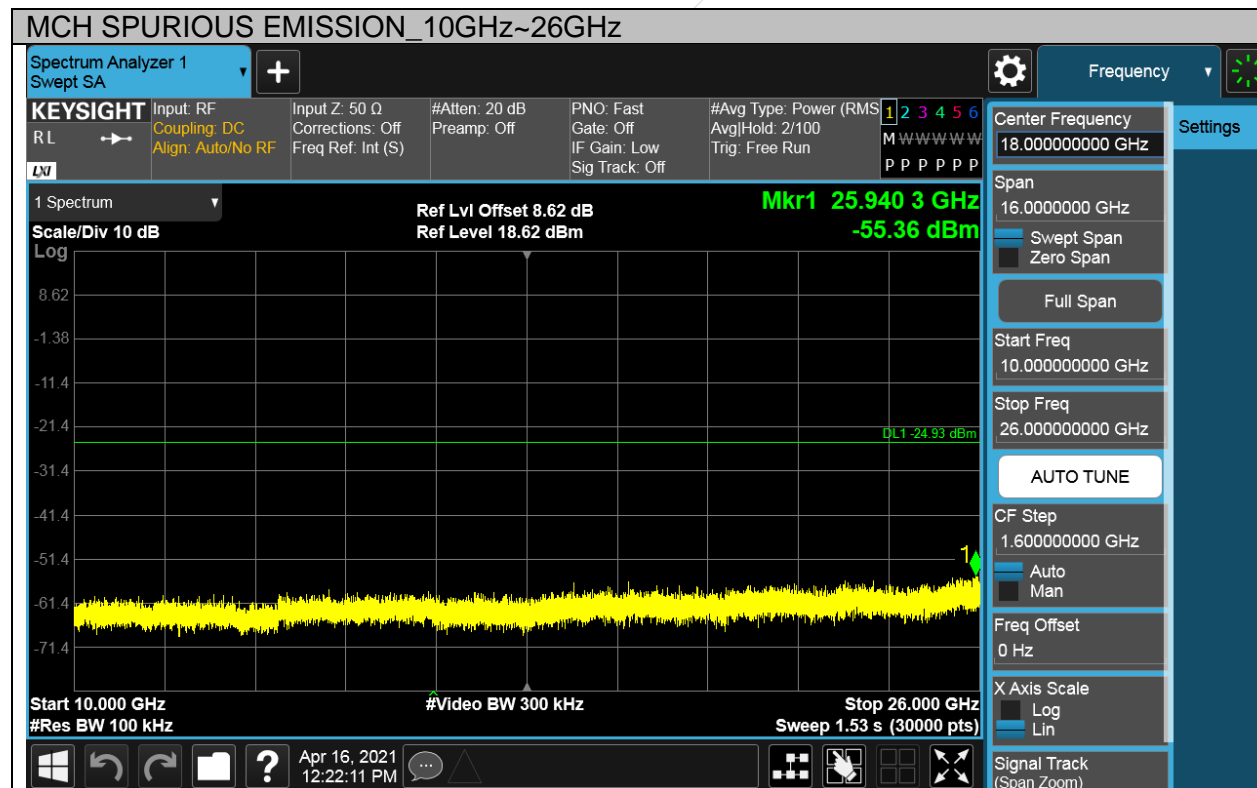 MCH SPURIOUS EMISSION_10GHz~26GHz
Spectrum Analyzer 1
Swept SA
+
Frequency
KEYSIGHT
RL
LXI
Input: RF
Coupling: DC
Align: Auto/No RF
Input Z: 50 Ω
Corrections: Off
Freq Ref: Int (S)
#Atten: 20 dB
Preamp: Off
PNO: Fast
Gate: Off
IF Gain: Low
Sig Track: Off
#Avg Type: Power (RMS
Avg|Hold: 2/100
Trig: Free Run
1 2 3 4 5 6
M W W W W W
P P P P P P
1 Spectrum
Scale/Div 10 dB
Log
Ref Lvl Offset 8.62 dB
Ref Level 18.62 dBm
Mkr1 25.940 3 GHz
-55.36 dBm
8.62
-1.38
-11.4
-21.4
DL1 -24.93 dBm
-31.4
-41.4
-51.4
1
-61.4
-71.4
Start 10.000 GHz
#Res BW 100 kHz
#Video BW 300 kHz
Stop 26.000 GHz
Sweep 1.53 s (30000 pts)
?
Apr 16, 2021
12:22:11 PM
Center Frequency
18.000000000 GHz
Settings
Span
16.0000000 GHz
Swept Span
Zero Span
Full Span
Start Freq
10.000000000 GHz
Stop Freq
26.000000000 GHz
AUTO TUNE
CF Step
1.600000000 GHz
Auto
Man
Freq Offset
0 Hz
X Axis Scale
Log
Lin
Signal Track
(Span Zoom)